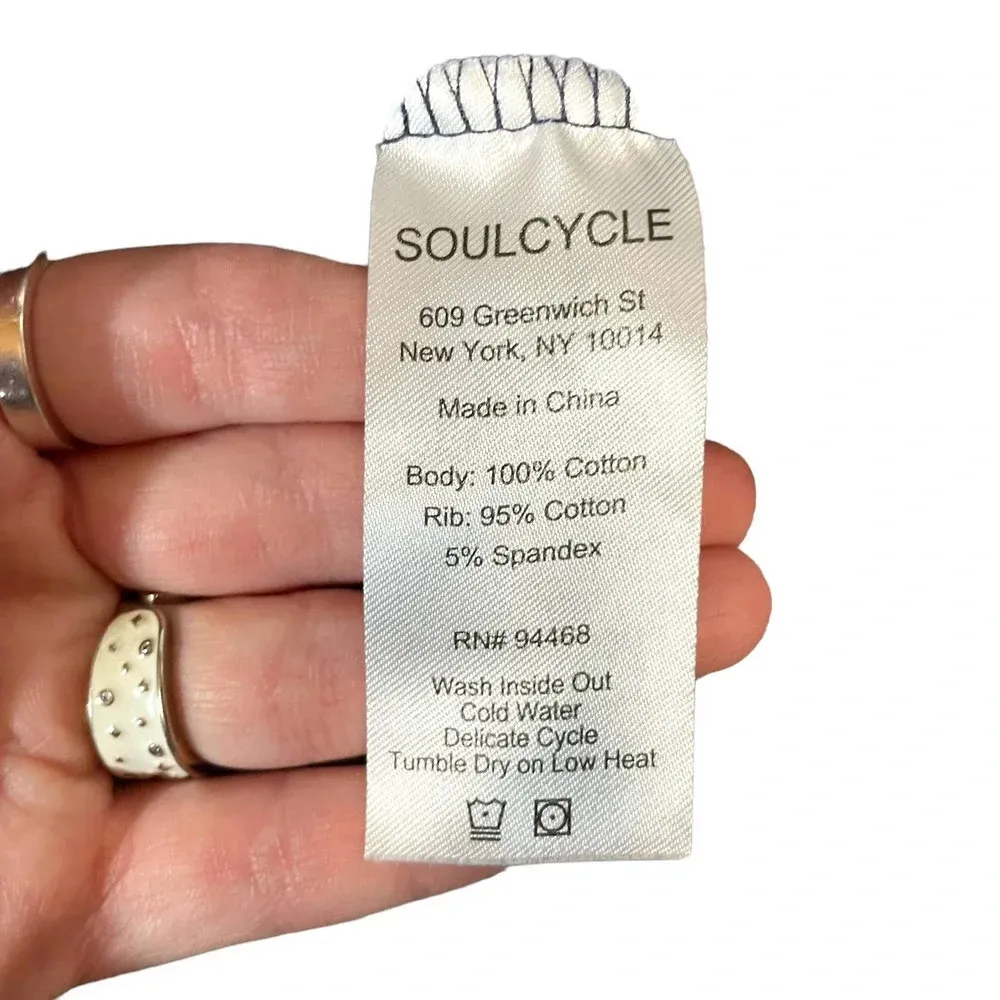 SOULCYCLE
609 Greenwich St
New York, NY 10014
Made in China
Body: 100% Cotton
Rib: 95% Cotton
5% Spandex
RN# 94468
Wash Inside Out
Cold Water
Delicate Cycle
Tumble Dry on Low Heat